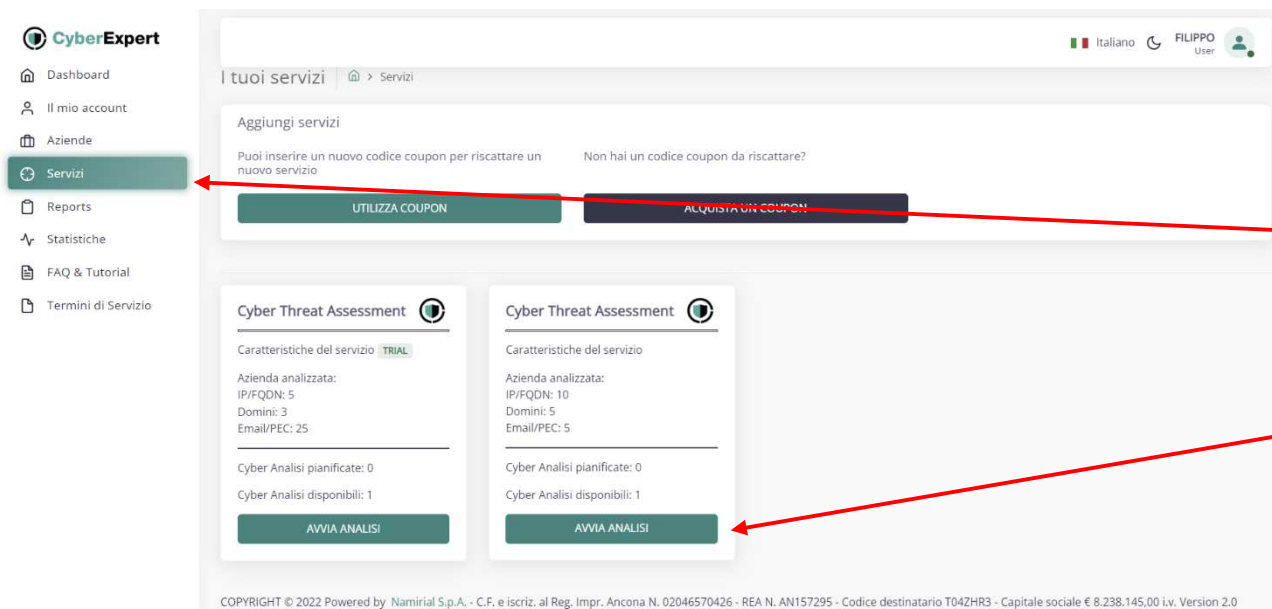 CyberExpert
Dashboard
Il mio account
Aziende
Servizi
Reports
Statistiche
FAQ & Tutorial
Termini di Servizio
Italiano
FILIPPO
User
I tuoi servizi
Servizi
Aggiungi servizi
Puoi inserire un nuovo codice coupon per riscattare un
nuovo servizio
UTILIZZA COUPON
Non hai un codice coupon da riscattare?
ACQUISTA UN COUPON
Cyber Threat Assessment
Caratteristiche del servizio TRIAL
Azienda analizzata:
IP/FQDN: 5
Domini: 3
Email/PEC: 25
Cyber Analisi pianificate: 0
Cyber Analisi disponibili: 1
AVVIA ANALISI
Cyber Threat Assessment
Caratteristiche del servizio
Azienda analizzata:
IP/FQDN: 10
Domini: 5
Email/PEC: 5
Cyber Analisi pianificate: 0
Cyber Analisi disponibili: 1
AVVIA ANALISI
COPYRIGHT © 2022 Powered by Namirial S.p.A. - C.F. e iscriz. al Reg. Impr. Ancona N. 02046570426 - REA N. AN157295 - Codice destinatario T04ZHR3 - Capitale sociale € 8.238.145,00 i.v. Version 2.0